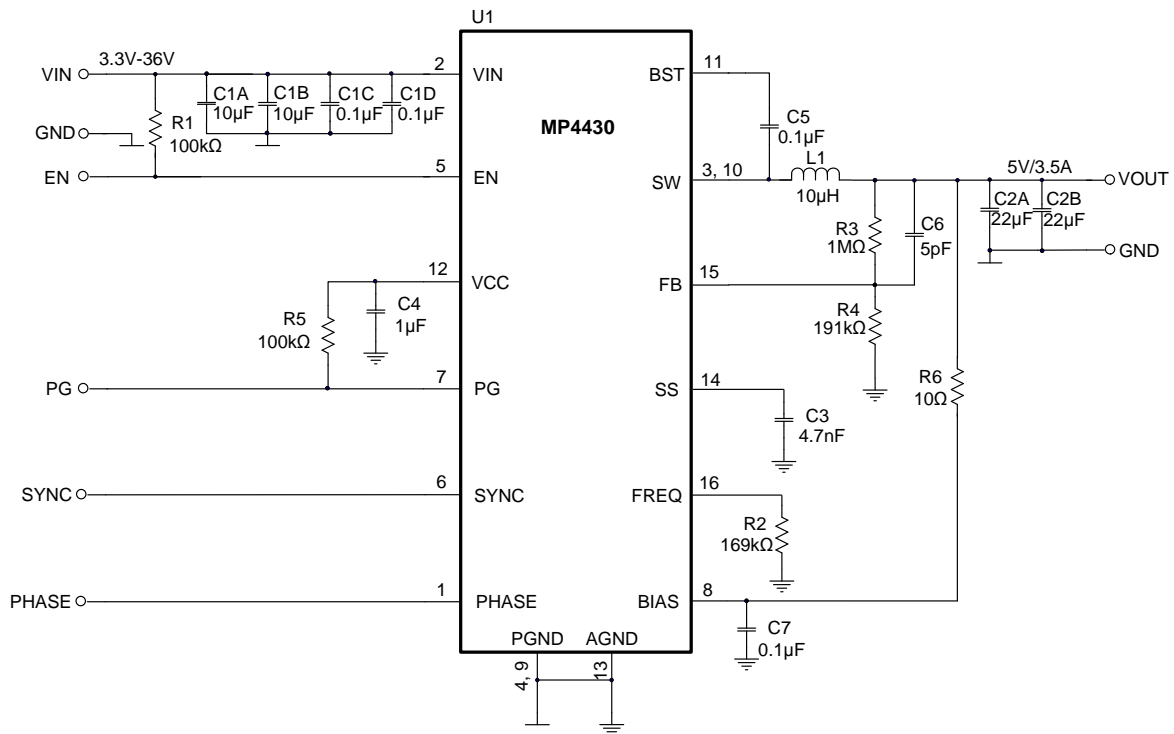 U1
MP4430
VIN
3.3V-36V
2
VIN
C1A
10µF
C1B
10µF
C1C
0.1µF
C1D
0.1µF
GND
R1
100kΩ
EN
5
EN
12
VCC
C4
1µF
R5
100kΩ
PG
7
PG
SYNC
6
SYNC
PHASE
1
PHASE
PGND
AGND
4, 9
13
BST
11
C5
0.1µF
SW
3, 10
L1
10µH
5V/3.5A
VOUT
C2A
22µF
C2B
22µF
GND
R3
1MΩ
C6
5pF
FB
15
R4
191kΩ
R6
10Ω
SS
14
C3
4.7nF
FREQ
16
R2
169kΩ
BIAS
8
C7
0.1µF